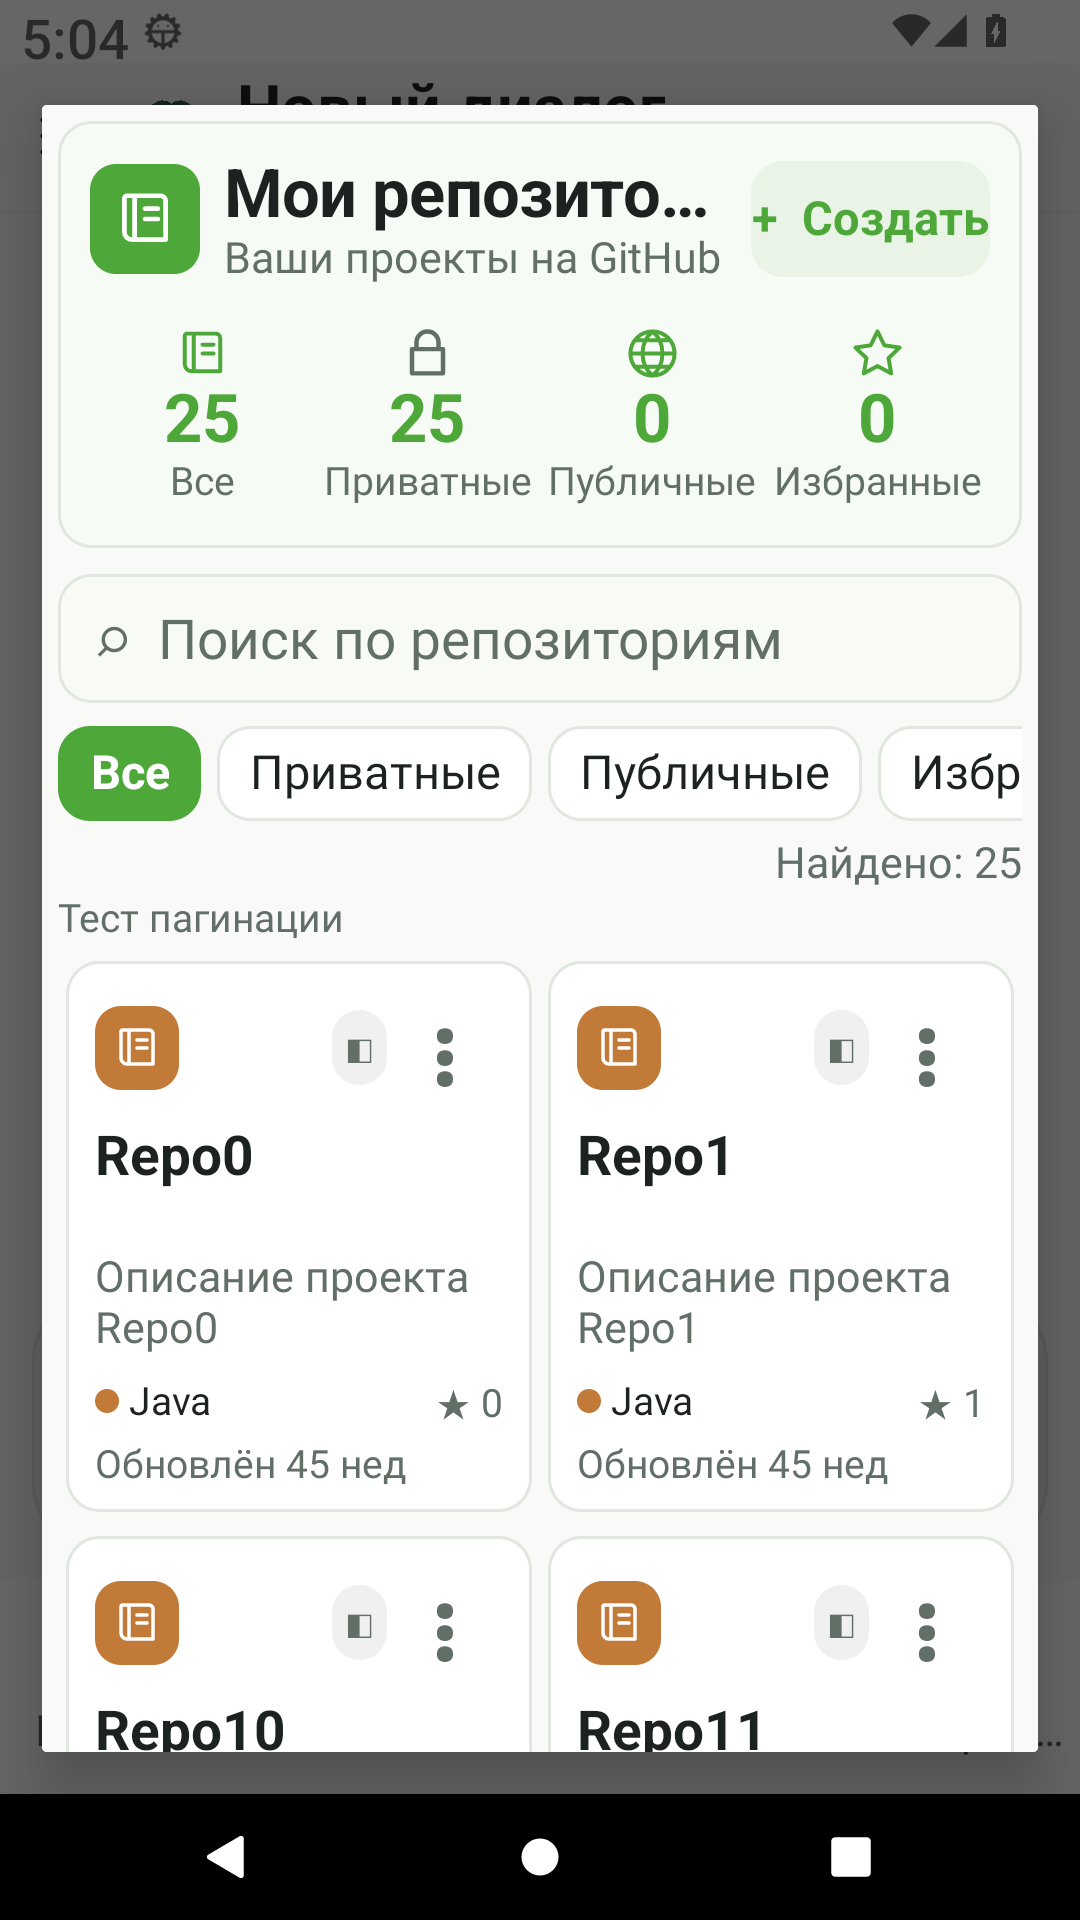 5:04
Новый диалог
Мои репозито...
Ваши проекты на GitHub
+ Создать
25
25
0
0
Все
Приватные
Публичные
Избранные
Поиск по репозиториям
Все
Приватные
Публичные
Избр
Найдено: 25
Тест пагинации
Repo0
Repo1
Описание проекта
Repo0
Описание проекта
Repo1
Java
★ 0
Java
★ 1
Обновлён 45 нед
Обновлён 45 нед
Repo10
Repo11